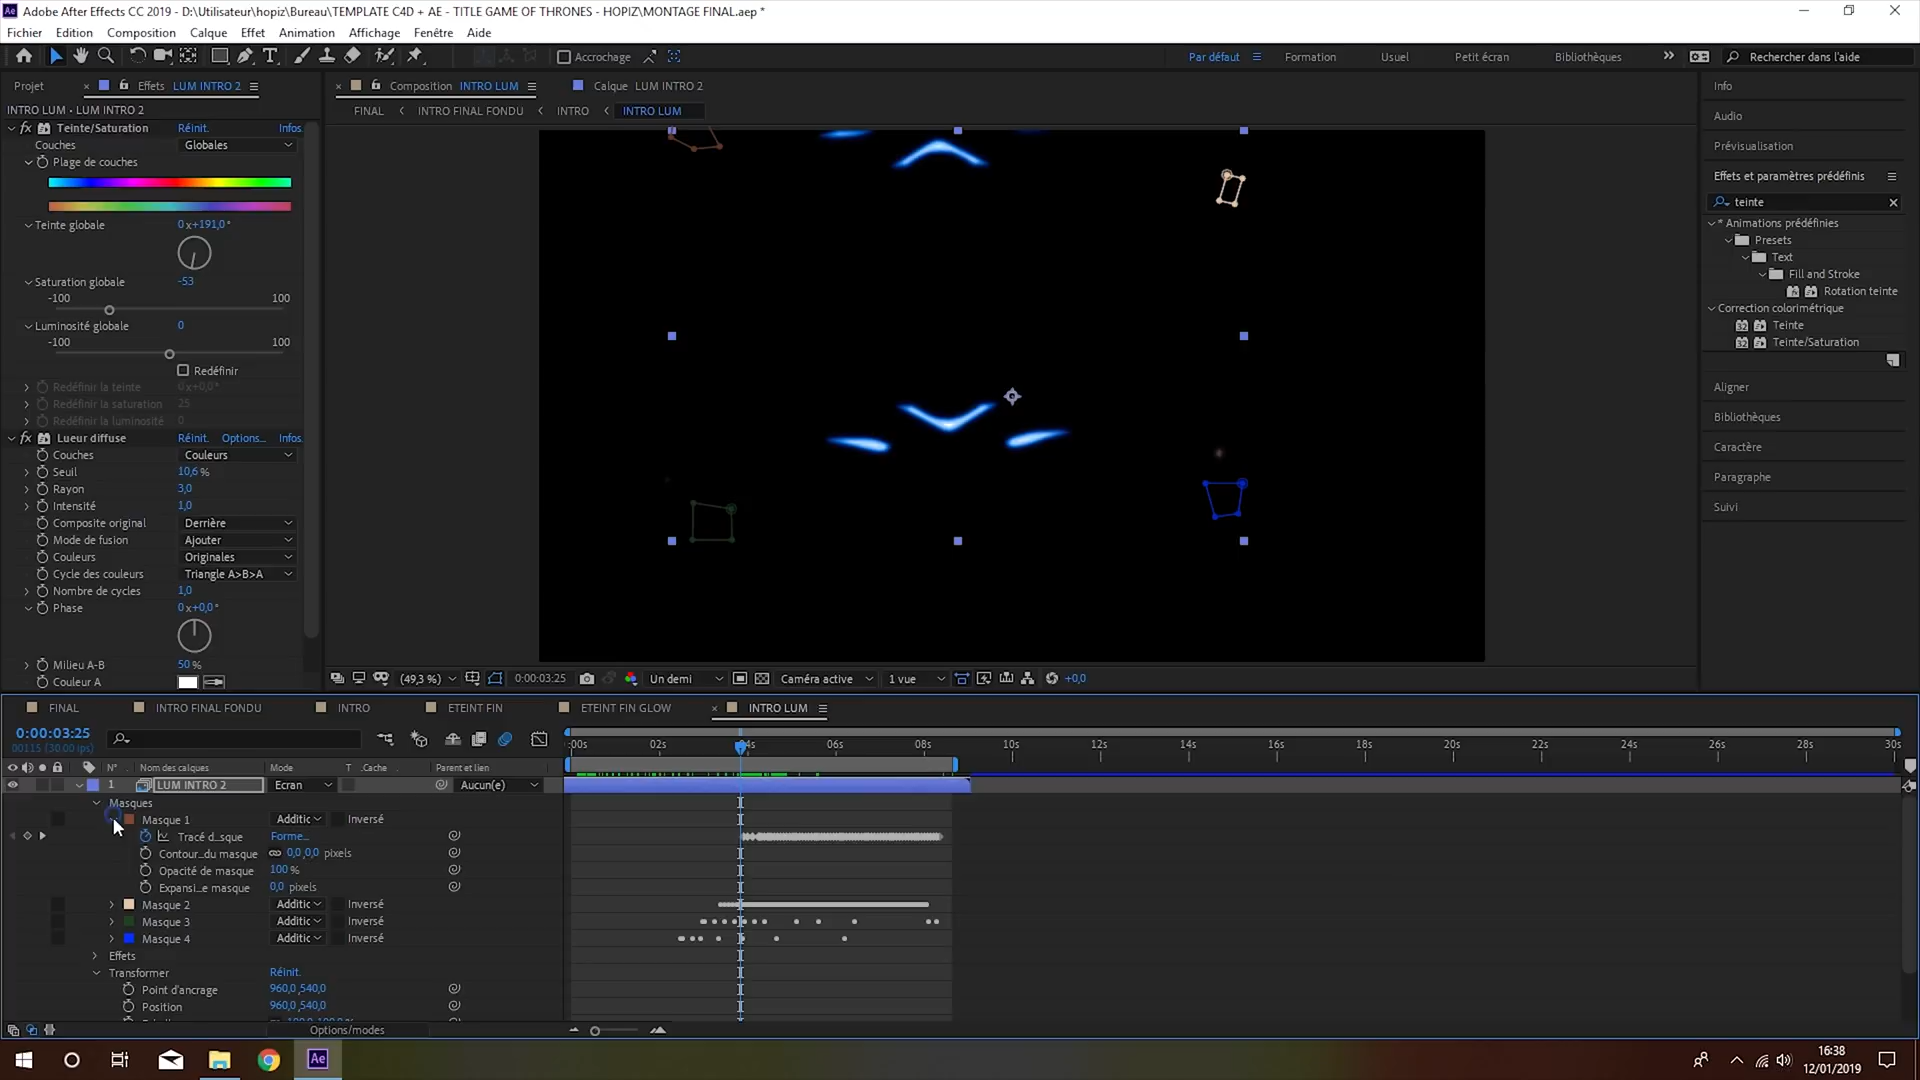 Adobe After Effects CC 2019 - D:\Utilisateur\hopiz\Bureau\TEMPLATE C4D + AE - TITLE GAME OF THRONES - HOPIZ\MONTAGE FINAL.aep *
Fichier Edition Composition Calque Effet Animation Affichage Fenêtre Aide
Accrochage Par défaut Formation Usuel Petit écran Bibliothèques Rechercher dans l'aide
Projet Effets LUM INTRO 2 Composition INTRO LUM Calque LUM INTRO 2 Info
INTRO LUM • LUM INTRO 2 FINAL INTRO FINAL FONDU INTRO INTRO LUM
fx Teinte/Saturation Réinit. Infos
Couches Globales
Plage de couches
Teinte globale 0 x+191,0°
Saturation globale -53
-100 100
Luminosité globale 0
-100 100
Redéfinir
Redéfinir la teinte 0 x+0,0°
Redéfinir la saturation 25
Redéfinir la luminosité 0
fx Lueur diffuse Réinit. Options... Infos
Couches Couleurs
Seuil 10,6 %
Rayon 3,0
Intensité 1,0
Composite original Derrière
Mode de fusion Ajouter
Couleurs Originales
Cycle des couleurs Triangle A>B>A
Nombre de cycles 1,0
Phase 0 x+0,0°
Milieu A-B 50 %
Couleur A
Audio
Prévisualisation
Effets et paramètres prédéfinis
teinte
* Animations prédéfinies
Presets
Text
Fill and Stroke
Rotation teinte
Correction colorimétrique
32 Teinte
32 Teinte/Saturation
Aligner
Bibliothèques
Caractère
Paragraphe
Suivi
(49,3 %) 0:00:03:25 Un demi Caméra active 1 vue +0,0
FINAL INTRO FINAL FONDU INTRO ETEINT FIN ETEINT FIN GLOW INTRO LUM
0:00:03:25
00115 (30.00 ips)
:00s 02s 04s 06s 08s 10s 12s 14s 16s 18s 20s 22s 24s 26s 28s 30s
N° Nom des calques Mode T .Cache Parent et lien
1 LUM INTRO 2 Ecran Aucun(e)
Masques
Masque 1 Additic Inversé
Tracé d...sque Forme...
Contour...du masque 0,0,0,0 pixels
Opacité de masque 100 %
Expansi...e masque 0,0 pixels
Masque 2 Additic Inversé
Masque 3 Additic Inversé
Masque 4 Additic Inversé
Effets
Transformer Réinit.
Point d'ancrage 960,0,540,0
Position 960,0,540,0
Options/modes
Ae
16:38
12/01/2019